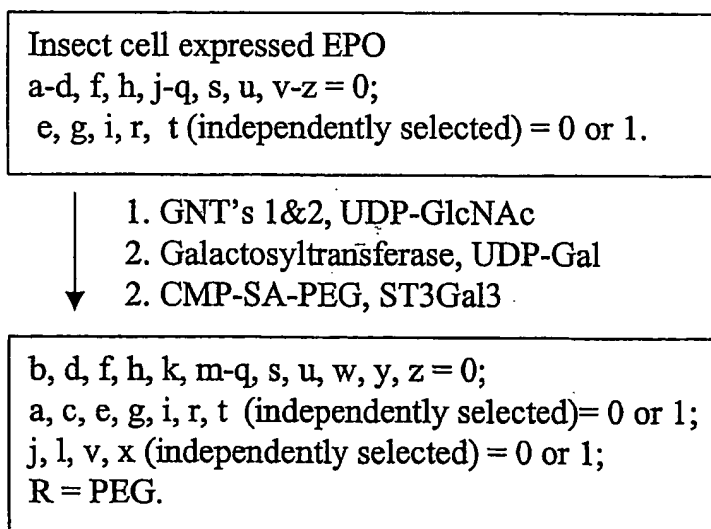 Insect cell expressed EPO
a-d, f, h, j-q, s, u, v-z = 0;
e, g, i, r, t (independently selected) = 0 or 1.
1. GNT's 1&2, UDP-GlcNAc
2. Galactosyltransferase, UDP-Gal
2. CMP-SA-PEG, ST3Gal3
b, d, f, h, k, m-q, s, u, w, y, z = 0;
a, c, e, g, i, r, t (independently selected)= 0 or 1;
j, l, v, x (independently selected) = 0 or 1;
R = PEG.